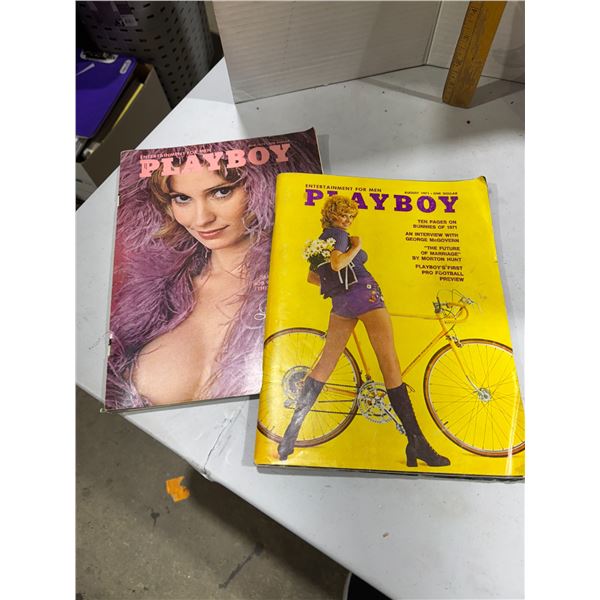 ENTERTAINMENT FOR MEN
PLAYBOY
ENTERTAINMENT FOR MEN
AUGUST 1971 • ONE DOLLAR
PLAYBOY
TEN PAGES ON
BUNNIES OF 1971
AN INTERVIEW WITH
GEORGE McGOVERN
"THE FUTURE
OF MARRIAGE"
BY MORTON HUNT
PLAYBOY'S FIRST
PRO FOOTBALL
PREVIEW